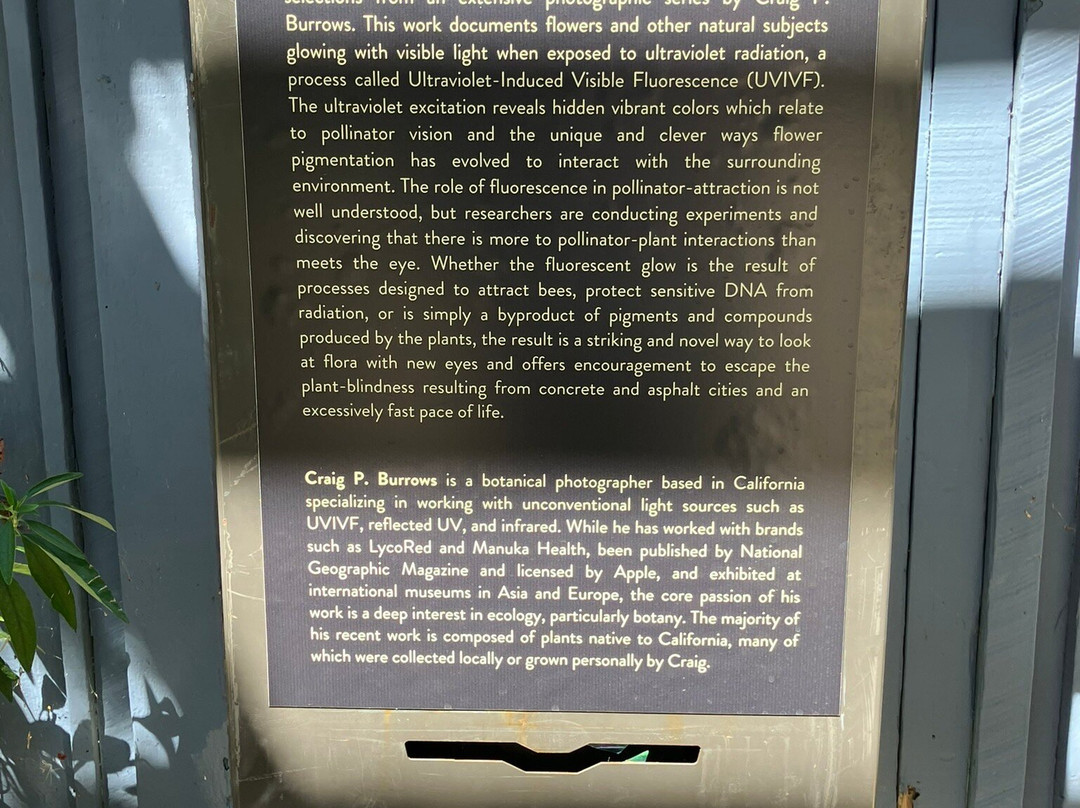 selections from an extensive photographic series by Craig P.
Burrows. This work documents flowers and other natural subjects
glowing with visible light when exposed to ultraviolet radiation, a
process called Ultraviolet-Induced Visible Fluorescence (UVIVF).
The ultraviolet excitation reveals hidden vibrant colors which relate
to pollinator vision and the unique and clever ways flower
pigmentation has evolved to interact with the surrounding
environment. The role of fluorescence in pollinator-attraction is not
well understood, but researchers are conducting experiments and
discovering that there is more to pollinator-plant interactions than
meets the eye. Whether the fluorescent glow is the result of
processes designed to attract bees, protect sensitive DNA from
radiation, or is simply a byproduct of pigments and compounds
produced by the plants, the result is a striking and novel way to look
at flora with new eyes and offers encouragement to escape the
plant-blindness resulting from concrete and asphalt cities and an
excessively fast pace of life.
Craig P. Burrows is a botanical photographer based in California
specializing in working with unconventional light sources such as
UVIVF, reflected UV, and infrared. While he has worked with brands
such as LycoRed and Manuka Health, been published by National
Geographic Magazine and licensed by Apple, and exhibited at
international museums in Asia and Europe, the core passion of his
work is a deep interest in ecology, particularly botany. The majority of
his recent work is composed of plants native to California, many of
which were collected locally or grown personally by Craig.